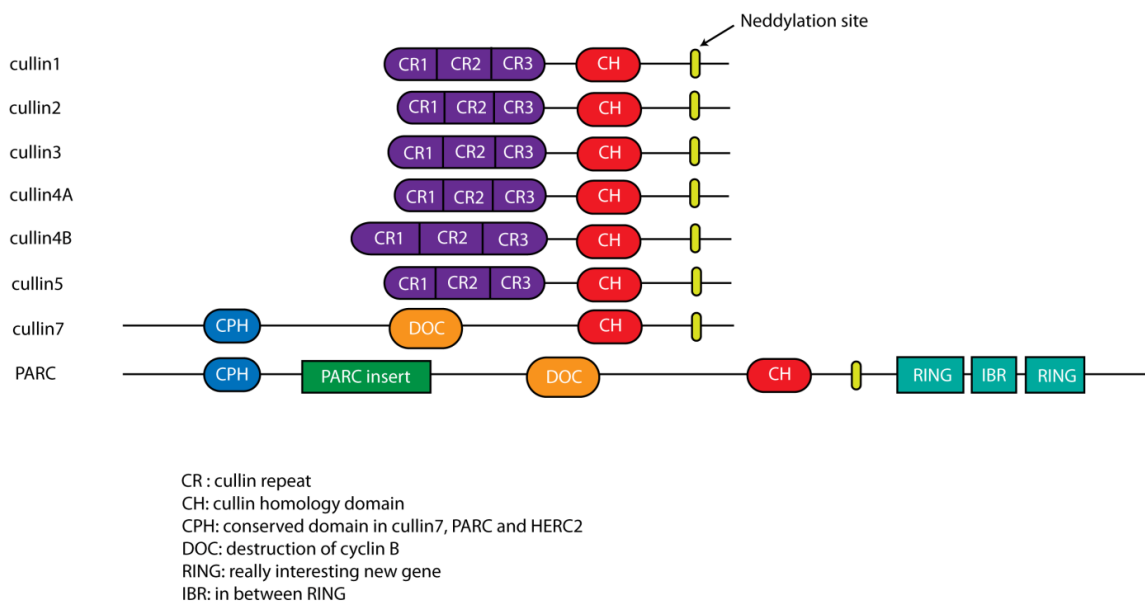 Neddylation site
cullin1 CR1 CR2 CR3 CH
cullin2 CR1 CR2 CR3 CH
cullin3 CR1 CR2 CR3 CH
cullin4A CR1 CR2 CR3 CH
cullin4B CR1 CR2 CR3 CH
cullin5 CR1 CR2 CR3 CH
cullin7 CPH DOC CH
PARC CPH PARC insert DOC CH RING IBR RING
CR : cullin repeat
CH: cullin homology domain
CPH: conserved domain in cullin7, PARC and HERC2
DOC: destruction of cyclin B
RING: really interesting new gene
IBR: in between RING